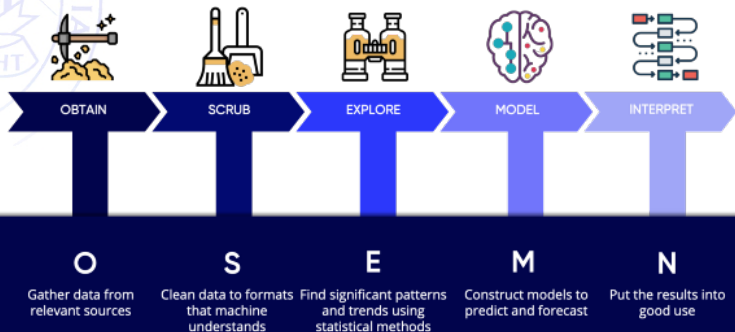 OBTAIN
SCRUB
EXPLORE
MODEL
INTERPRET
O
S
E
M
N
Gather data from
relevant sources
Clean data to formats
that machine
understands
Find significant patterns
and trends using
statistical methods
Construct models to
predict and forecast
Put the results into
good use